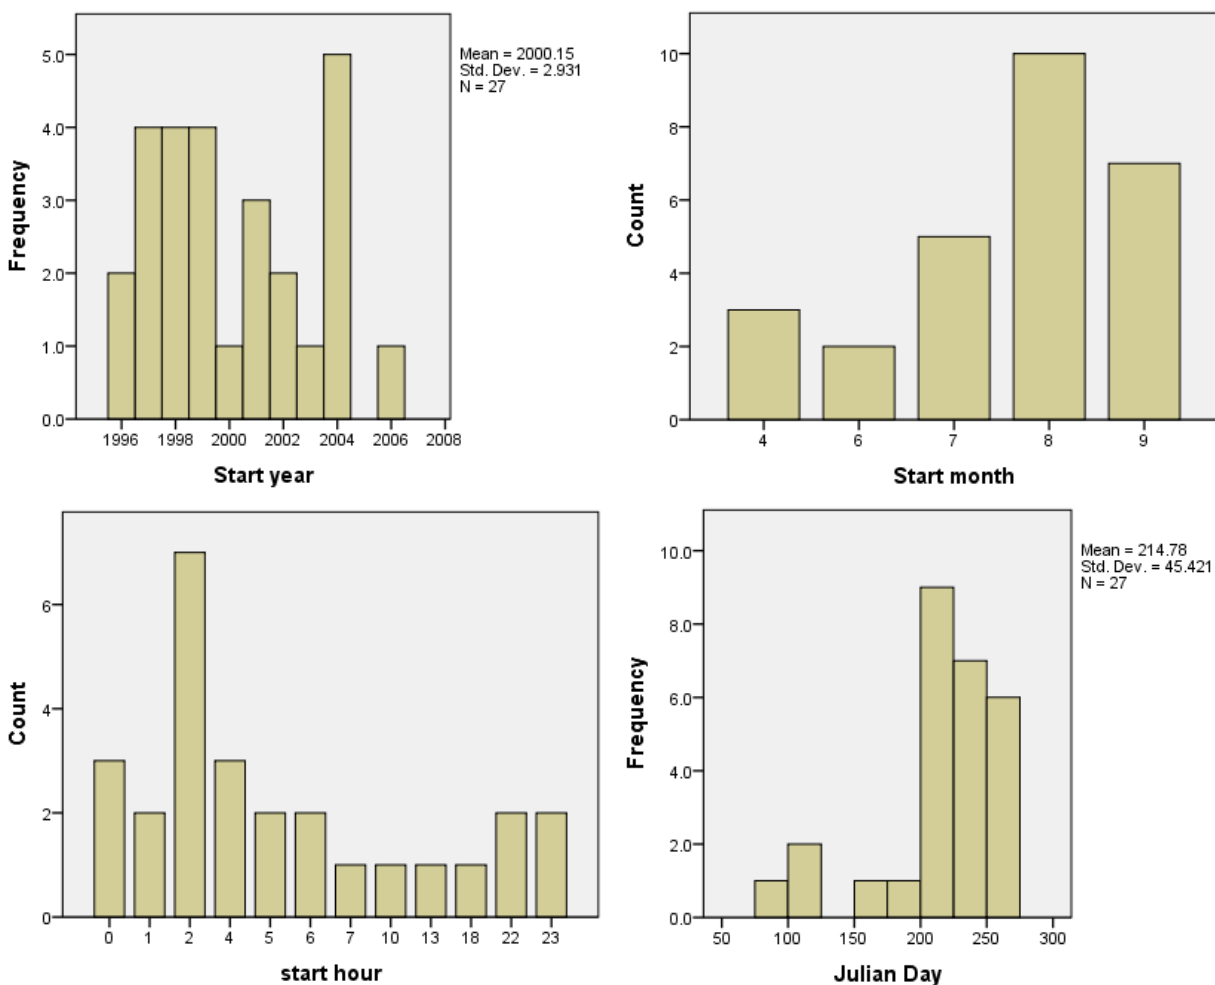 Frequency
5.0
4.0
3.0
2.0
1.0
0.0
1996 1998 2000 2002 2004 2006 2008
Start year
Mean = 2000.15
Std. Dev. = 2.931
N = 27
Count
10
8
6
4
2
0
4 6 7 8 9
Start month
Count
6
4
2
0
0 1 2 4 5 6 7 10 13 18 22 23
start hour
Frequency
10.0
8.0
6.0
4.0
2.0
0.0
50 100 150 200 250 300
Julian Day
Mean = 214.78
Std. Dev. = 45.421
N = 27